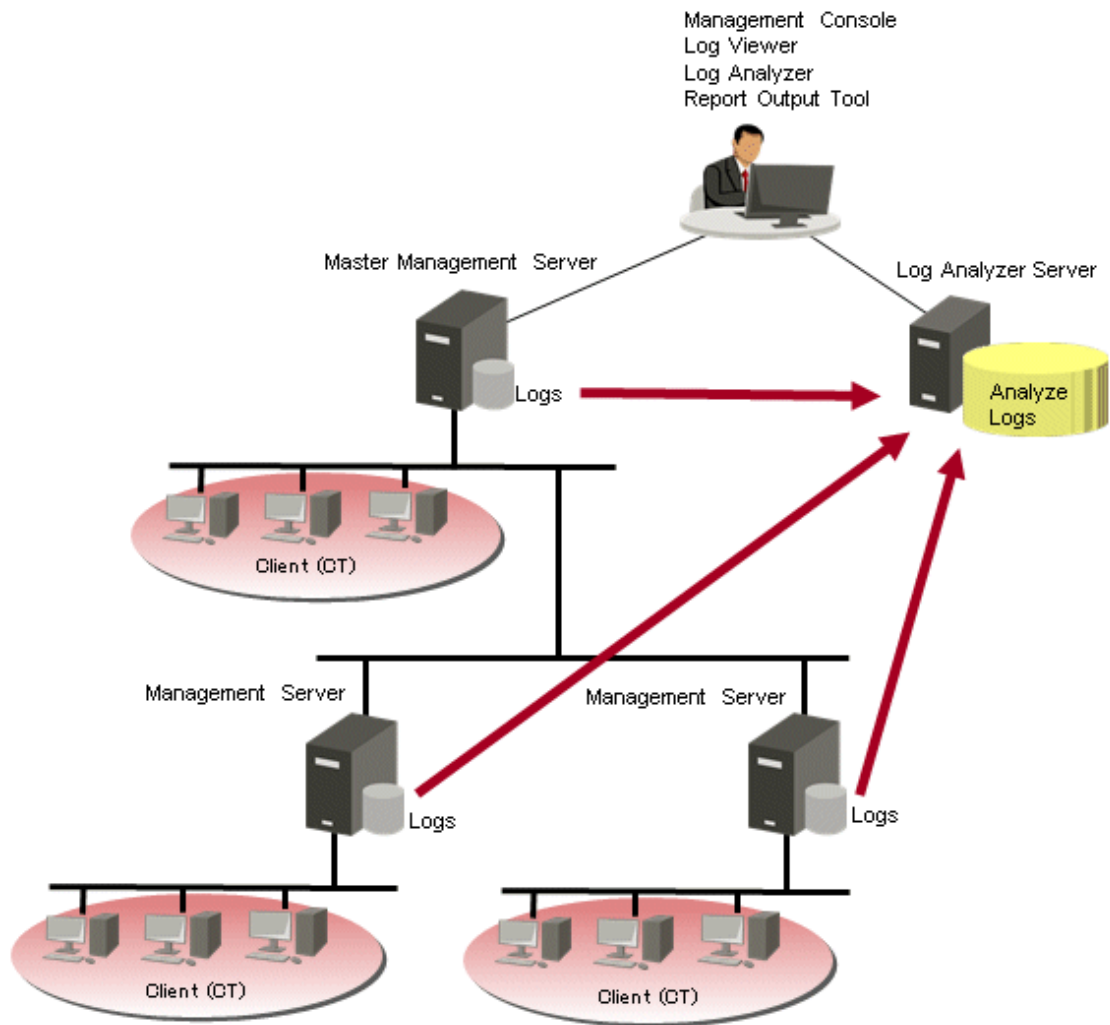 Management Console
Log Viewer
Log Analyzer
Report Output Tool
Master Management Server
Log Analyzer Server
Logs
Analyze
Logs
Client (CT)
Management Server
Management Server
Logs
Logs
Client (CT)
Client (CT)